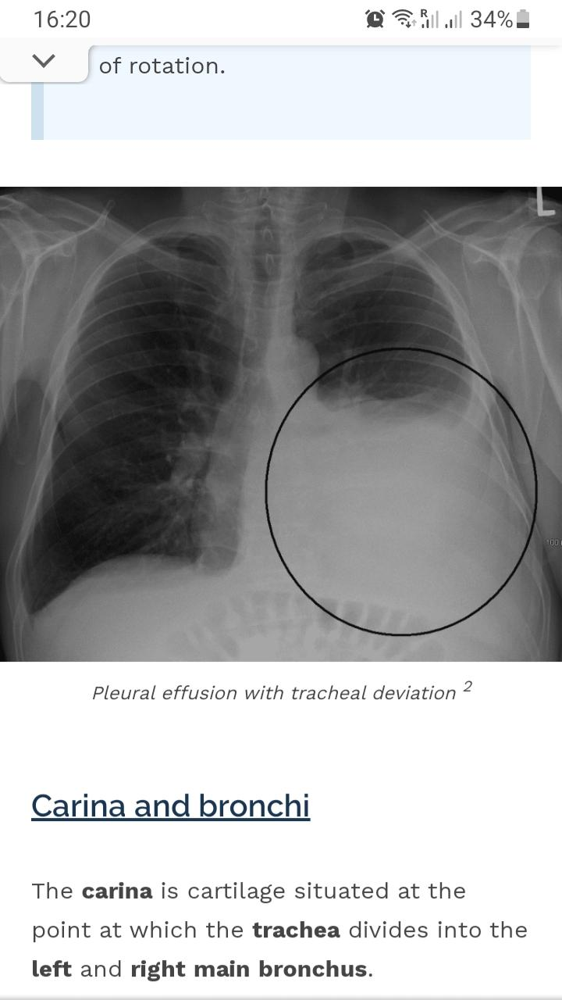 16:20
R
34%
of rotation.
L
100
Pleural effusion with tracheal deviation 2
Carina and bronchi
The carina is cartilage situated at the
point at which the trachea divides into the
left and right main bronchus.